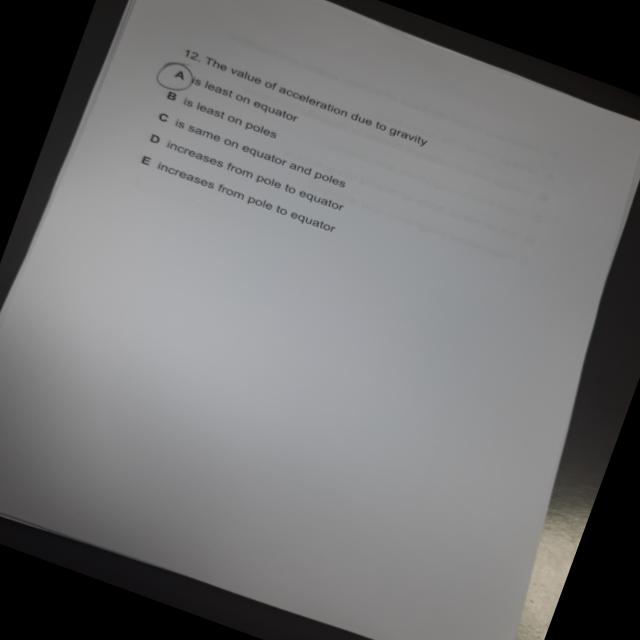 12. The value of acceleration due to gravity
A is least on equator
B is least on poles
C is same on equator and poles
D increases from pole to equator
E increases from pole to equator